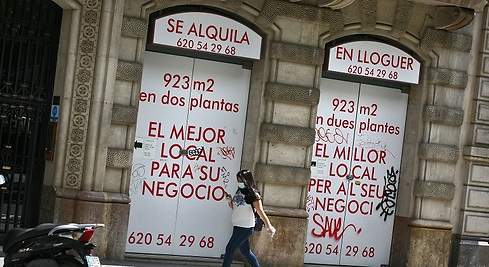 SE ALQUILA
620 54 29 68
923 m2
en dos plantas
EL MEJOR
LOCAL
PARA SU
NEGOCIO
620 54 29 68
EN LLOGUER
620 54 29 68
923 m2
en dues plantes
EL MILLOR
LOCAL
PER AL SEU
NEGOCI
620 54 29 68